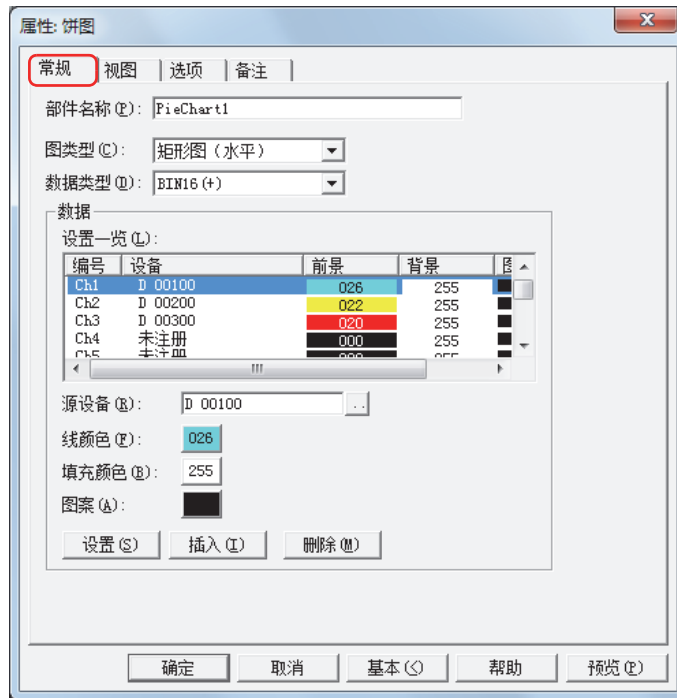 属性: 饼图
常规 视图 选项 备注
部件名称(P): PieChart1
图类型(C): 矩形图（水平）
数据类型(D): BIN16(+)
数据
设置一览(L):
编号 设备 前景 背景
Ch1 D 00100 026 255
Ch2 D 00200 022 255
Ch3 D 00300 020 255
Ch4 未注册 000 255
Ch5 未注册
源设备(R): D 00100 ..
线颜色(F): 026
填充颜色(B): 255
图案(A):
设置(S) 插入(I) 删除(M)
确定 取消 基本(<) 帮助 预览(P)